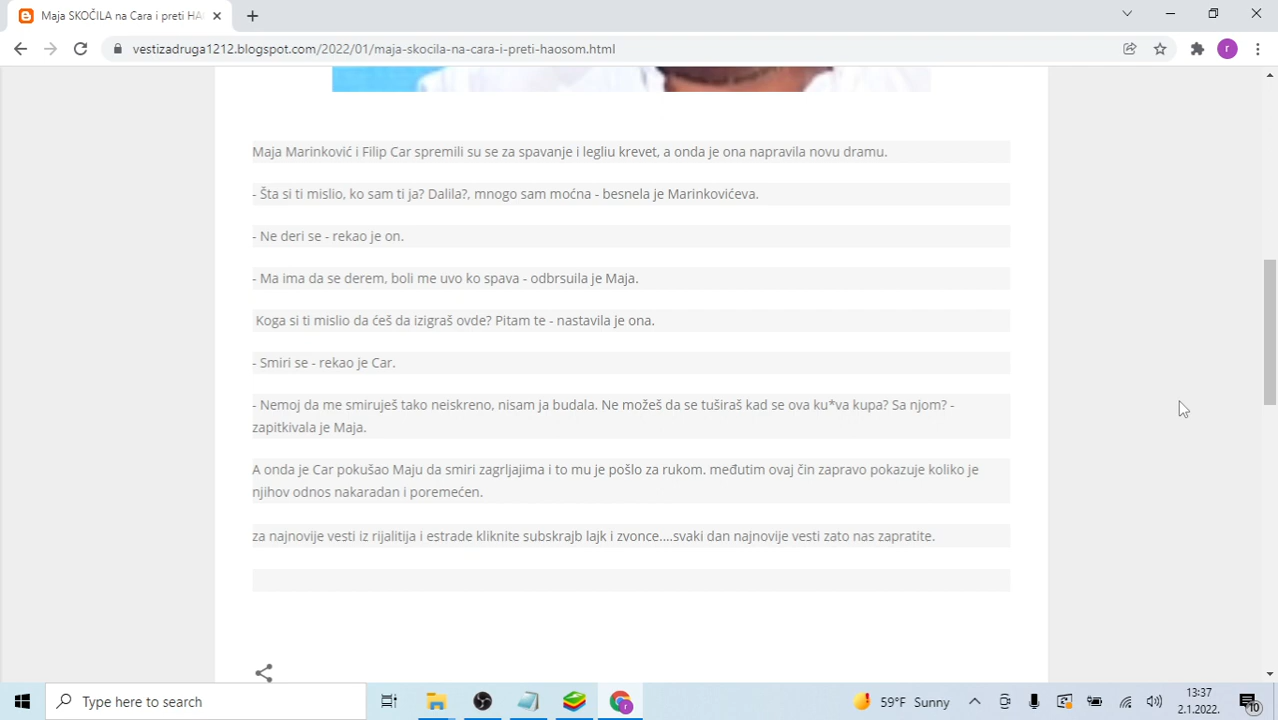 Maja SKOČILA na Cara i preti HAO
vestizadruga1212.blogspot.com/2022/01/maja-skocila-na-cara-i-preti-haosom.html
r
Maja Marinković i Filip Car spremili su se za spavanje i legliu krevet, a onda je ona napravila novu dramu.
- Šta si ti mislio, ko sam ti ja? Dalila?, mnogo sam moćna - besnela je Marinkovićeva.
- Ne deri se - rekao je on.
- Ma ima da se derem, boli me uvo ko spava - odbrsuila je Maja.
Koga si ti mislio da ćeš da izigraš ovde? Pitam te - nastavila je ona.
- Smiri se - rekao je Car.
- Nemoj da me smiruješ tako neiskreno, nisam ja budala. Ne možeš da se tuširaš kad se ova ku*va kupa? Sa njom? -
zapitkivala je Maja.
A onda je Car pokušao Maju da smiri zagrljajima i to mu je pošlo za rukom. međutim ovaj čin zapravo pokazuje koliko je
njihov odnos nakaradan i poremećen.
za najnovije vesti iz rijalitija i estrade kliknite subskrajb lajk i zvonce....svaki dan najnovije vesti zato nas zapratite.
Type here to search
r
59°F Sunny
13:37
2.1.2022.
10